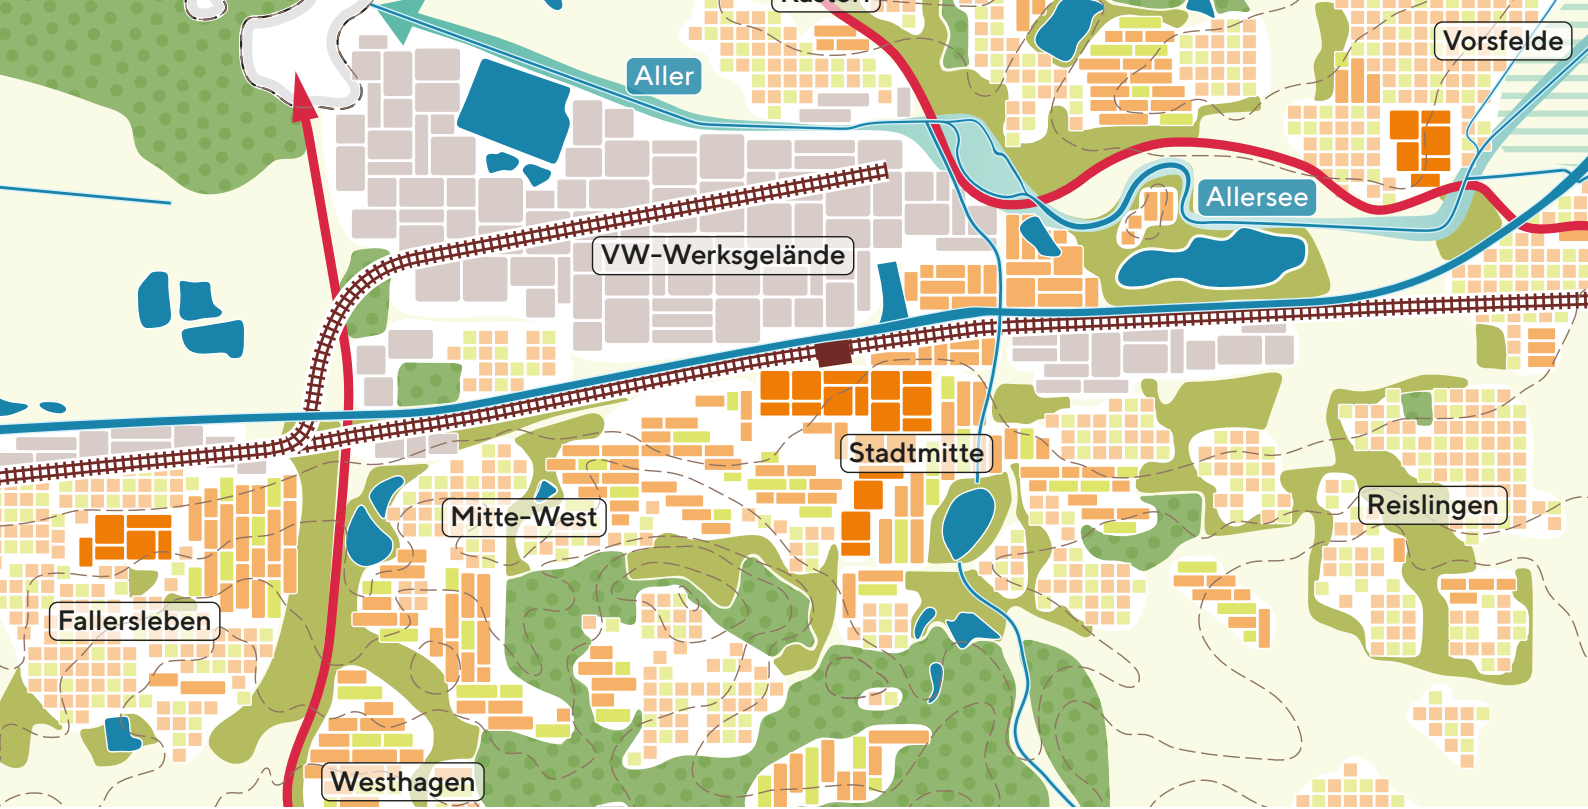 Vorsfelde
Aller
Allersee
VW-Werksgelände
Stadtmitte
Reislingen
Mitte-West
Fallersleben
Westhagen